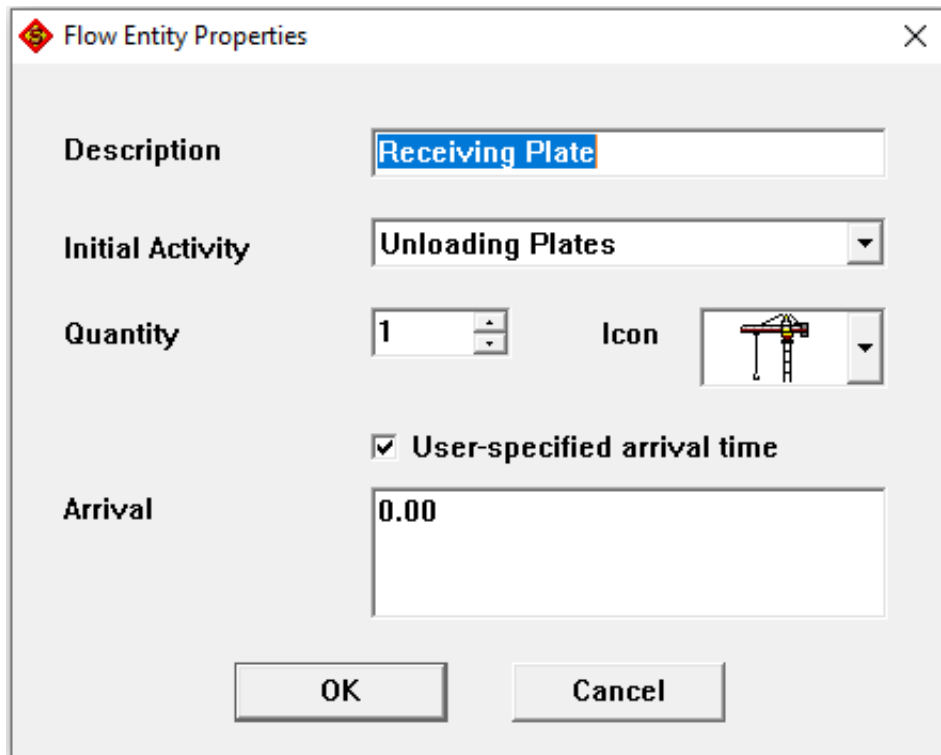 Flow Entity Properties
Description Receiving Plate
Initial Activity Unloading Plates
Quantity 1 Icon
User-specified arrival time
Arrival 0.00
OK Cancel